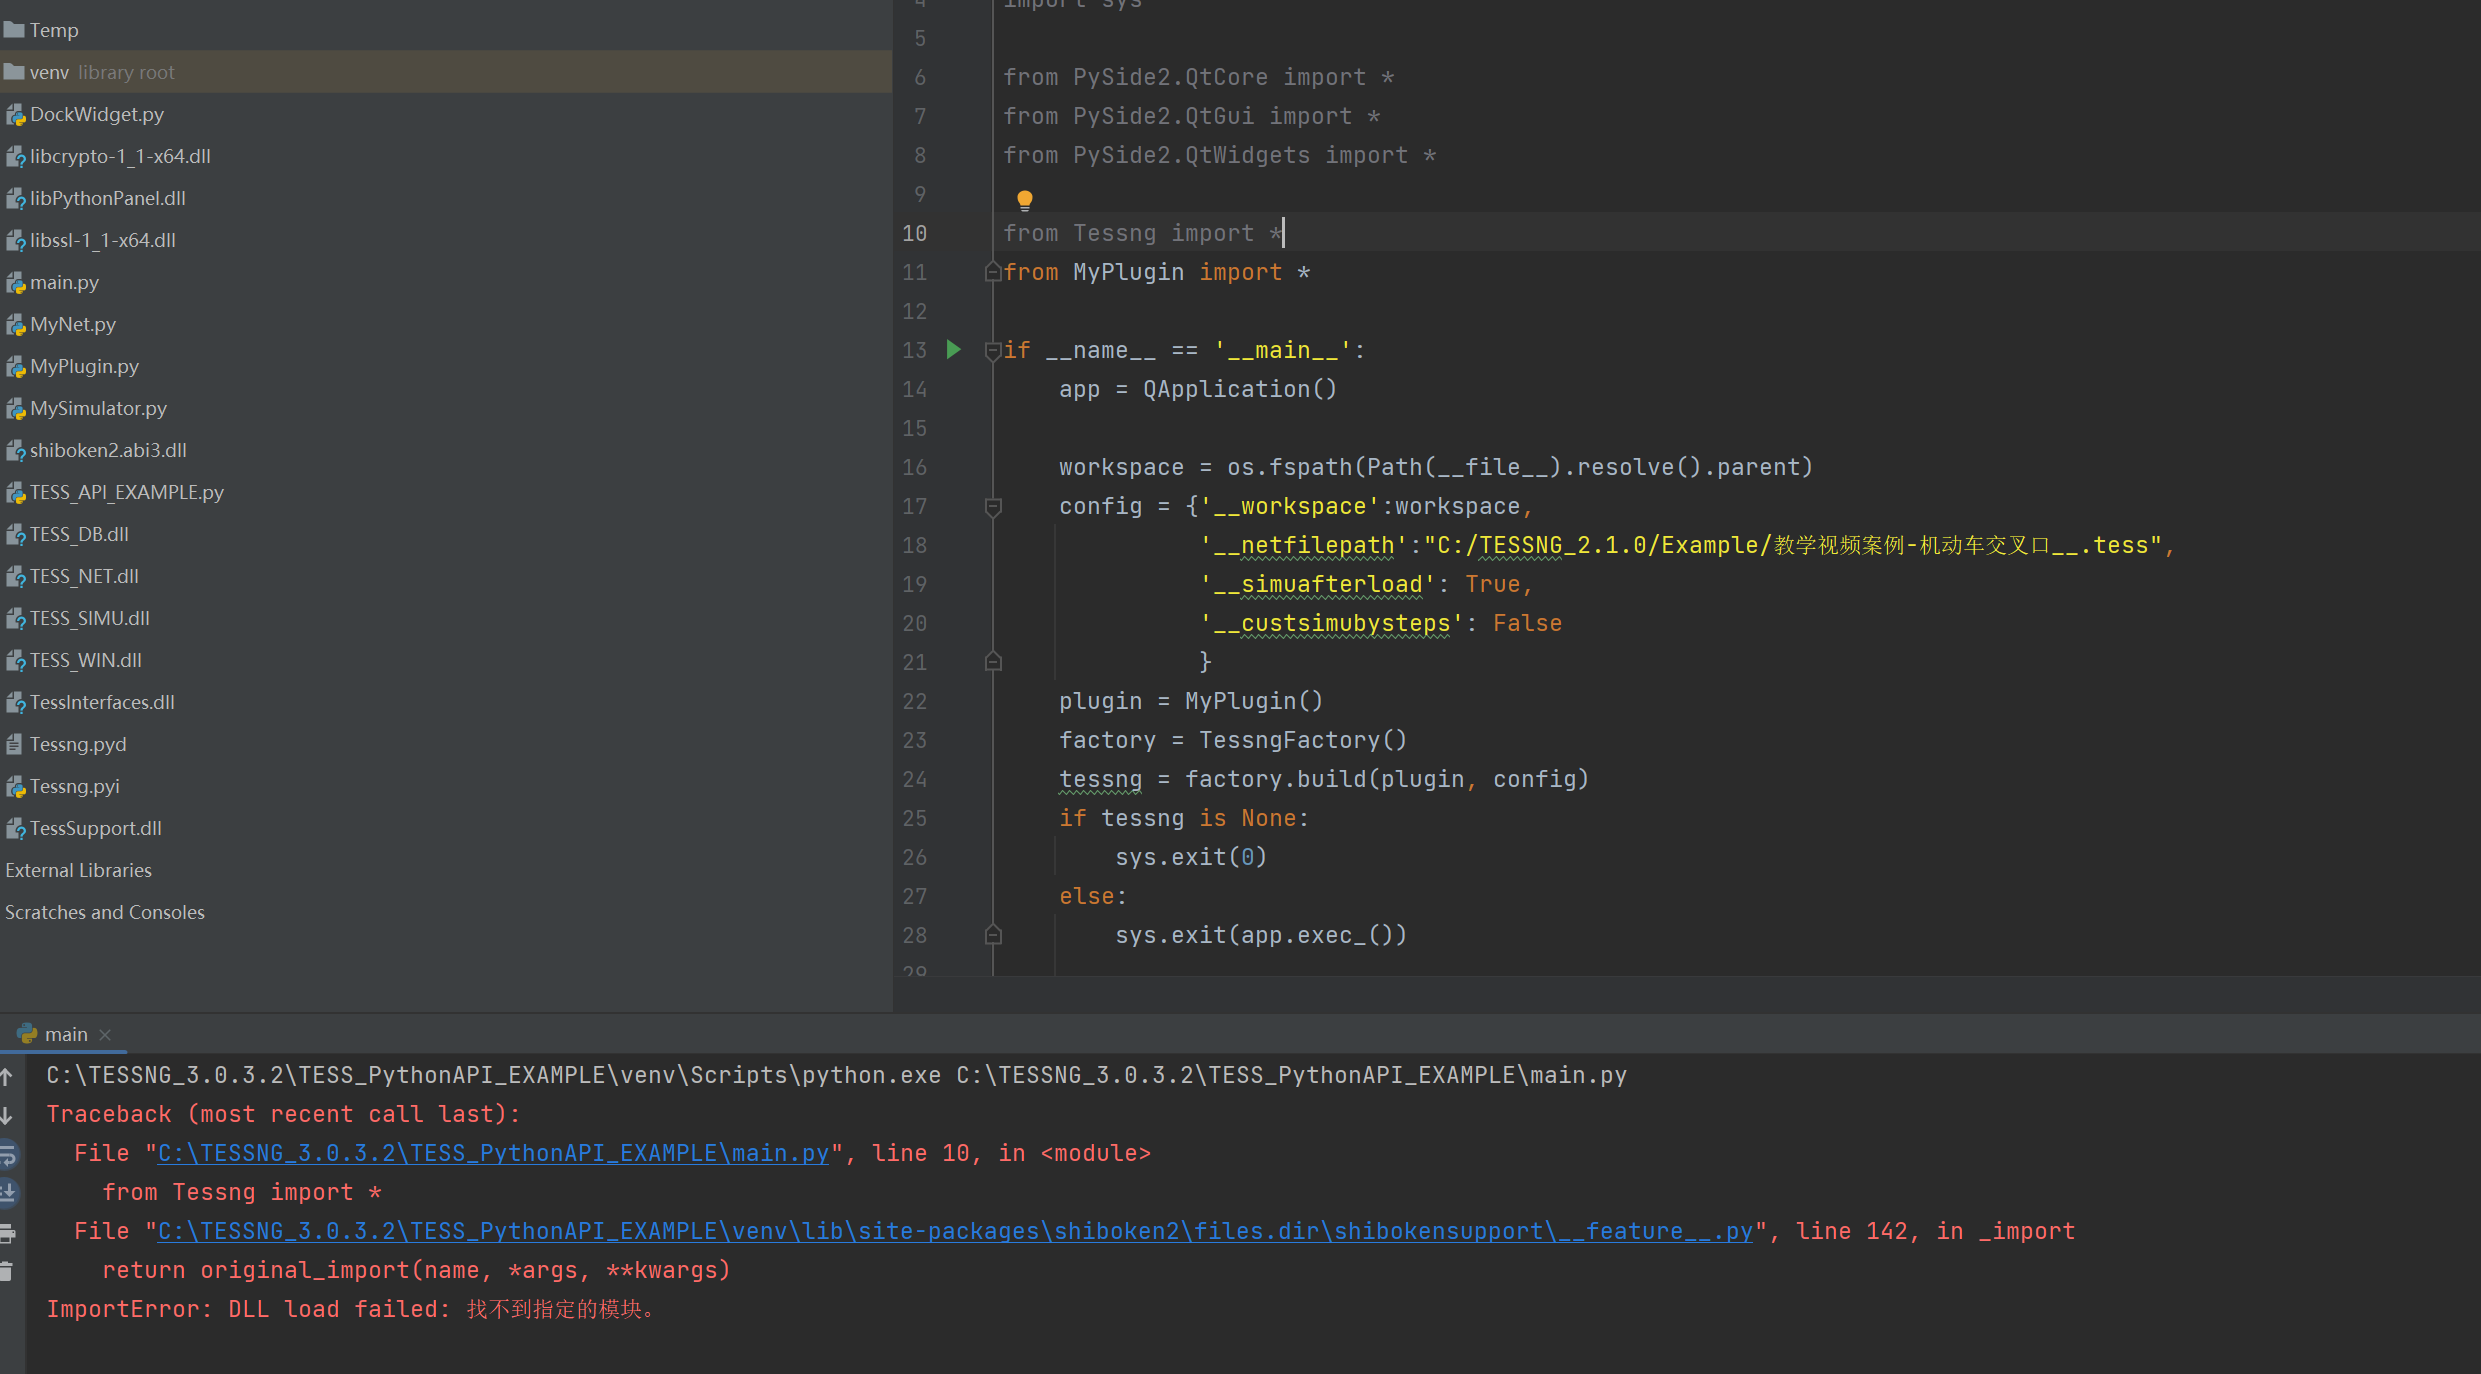 Temp
venv library root
DockWidget.py
libcrypto-1_1-x64.dll
libPythonPanel.dll
libssl-1_1-x64.dll
main.py
MyNet.py
MyPlugin.py
MySimulator.py
shiboken2.abi3.dll
TESS_API_EXAMPLE.py
TESS_DB.dll
TESS_NET.dll
TESS_SIMU.dll
TESS_WIN.dll
TessInterfaces.dll
Tessng.pyd
Tessng.pyi
TessSupport.dll
External Libraries
Scratches and Consoles
4 import sys
5
6 from PySide2.QtCore import *
7 from PySide2.QtGui import *
8 from PySide2.QtWidgets import *
9
10 from Tessng import *
11 from MyPlugin import *
12
13 if __name__ == '__main__':
14 app = QApplication()
15
16 workspace = os.fspath(Path(__file__).resolve().parent)
17 config = {'__workspace':workspace,
18 '__netfilepath':"C:/TESSNG_2.1.0/Example/教学视频案例-机动车交叉口__.tess",
19 '__simuafterload': True,
20 '__custsimubysteps': False
21 }
22 plugin = MyPlugin()
23 factory = TessngFactory()
24 tessng = factory.build(plugin, config)
25 if tessng is None:
26 sys.exit(0)
27 else:
28 sys.exit(app.exec_())
29
main
C:\TESSNG_3.0.3.2\TESS_PythonAPI_EXAMPLE\venv\Scripts\python.exe C:\TESSNG_3.0.3.2\TESS_PythonAPI_EXAMPLE\main.py
Traceback (most recent call last):
File "C:\TESSNG_3.0.3.2\TESS_PythonAPI_EXAMPLE\main.py", line 10, in <module>
from Tessng import *
File "C:\TESSNG_3.0.3.2\TESS_PythonAPI_EXAMPLE\venv\lib\site-packages\shiboken2\files.dir\shibokensupport\__feature__.py", line 142, in _import
return original_import(name, *args, **kwargs)
ImportError: DLL load failed: 找不到指定的模块。